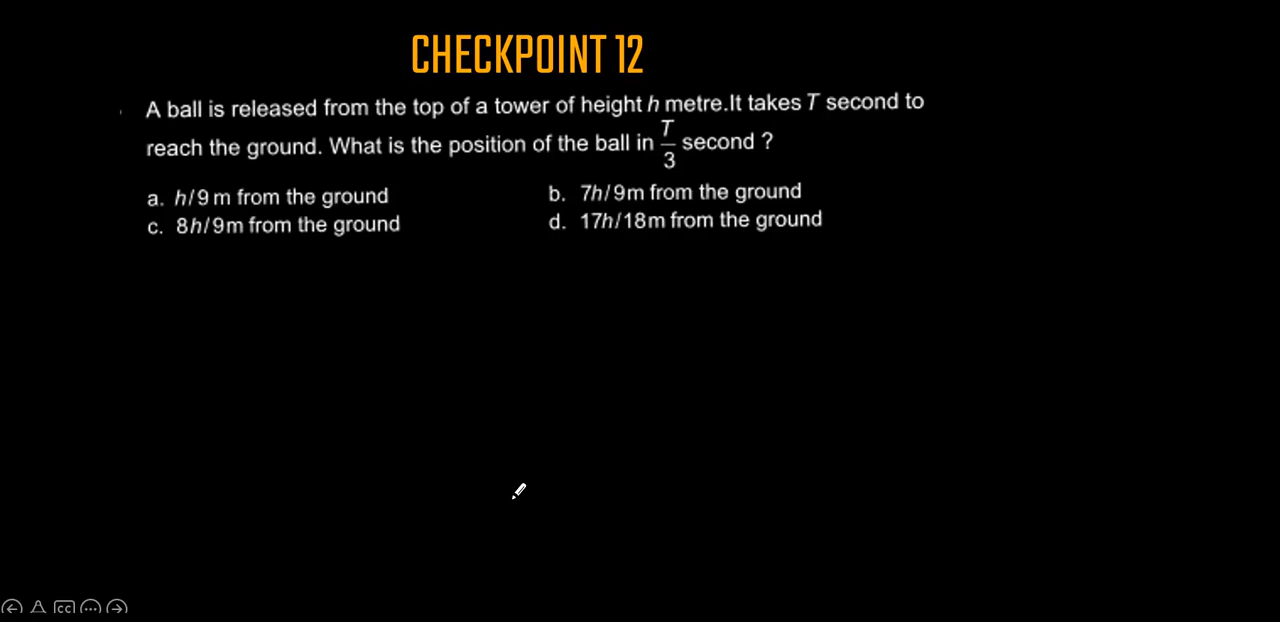 CHECKPOINT 12
A ball is released from the top of a tower of height h metre.It takes T second to
reach the ground. What is the position of the ball in T/3 second ?
a. h/9 m from the ground b. 7h/9m from the ground
c. 8h/9m from the ground d. 17h/18m from the ground
CC